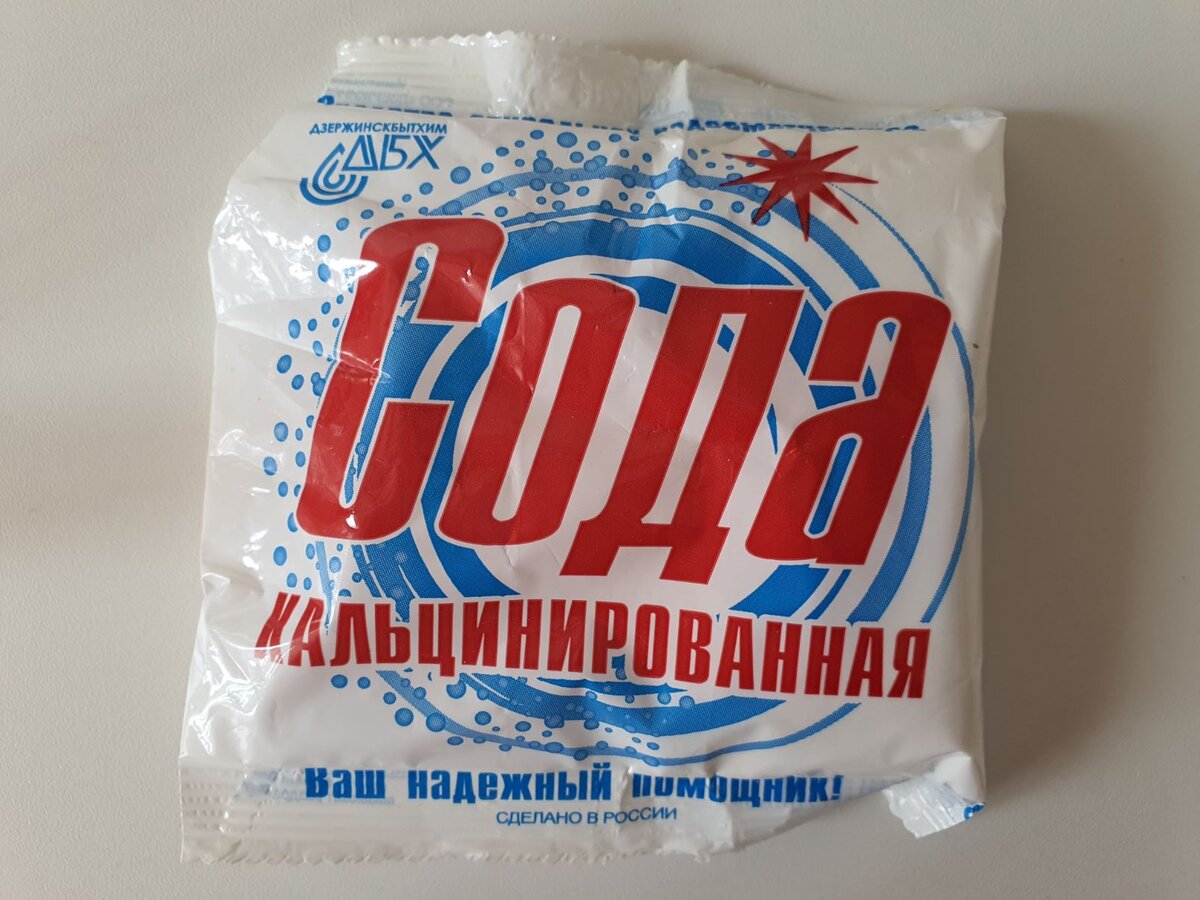 ДЗЕРЖИНСКБЫТХИМ
ДБХ
Сода
КАЛЬЦИНИРОВАННАЯ
Ваш надежный помощник!
СДЕЛАНО В РОССИИ